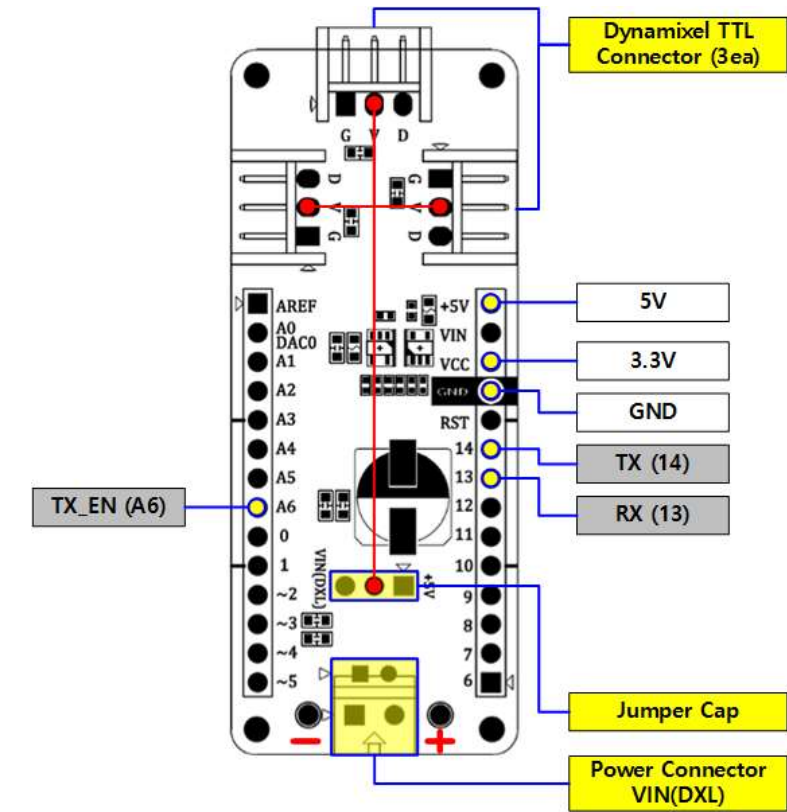 Dynamixel TTL
Connector (3ea)
G V D
D
V
G
G
V
D
AREF
A0
DAC0
A1
A2
A3
A4
A5
A6
0
1
~2
~3
~4
~5
+5V
VIN
VCC
GND
RST
14
13
12
11
10
9
8
7
6
5V
3.3V
GND
TX (14)
RX (13)
TX_EN (A6)
VIN(DXL)
+5V
− +
Jumper Cap
Power Connector
VIN(DXL)